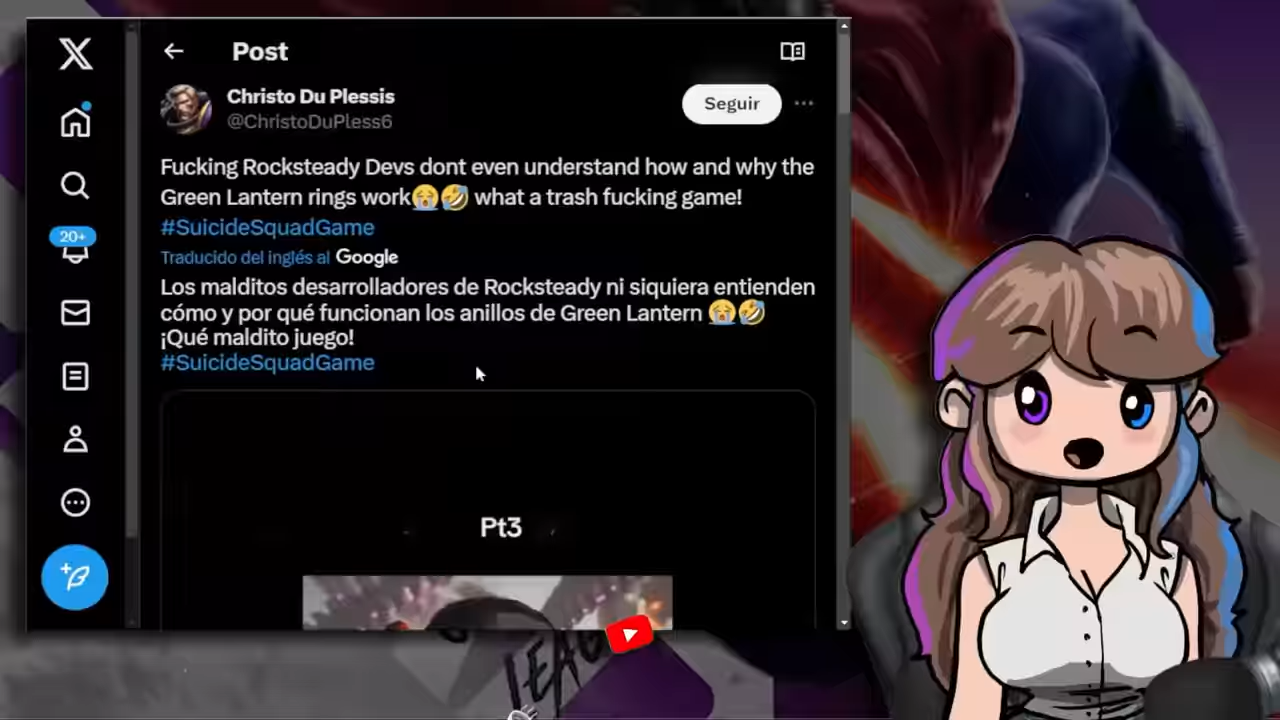 Post
Christo Du Plessis
@ChristoDuPless6
Seguir
Fucking Rocksteady Devs dont even understand how and why the
Green Lantern rings work😭🤣 what a trash fucking game!
#SuicideSquadGame
Traducido del inglés al Google
20+
Los malditos desarrolladores de Rocksteady ni siquiera entienden
cómo y por qué funcionan los anillos de Green Lantern 😭🤣
¡Qué maldito juego!
#SuicideSquadGame
Pt3